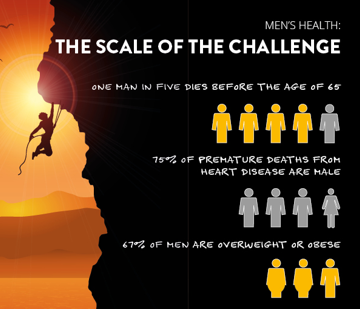 MEN'S HEALTH:
THE SCALE OF THE CHALLENGE
ONE MAN IN FIVE DIES BEFORE THE AGE OF 65
75% OF PREMATURE DEATHS FROM
HEART DISEASE ARE MALE
67% OF MEN ARE OVERWEIGHT OR OBESE